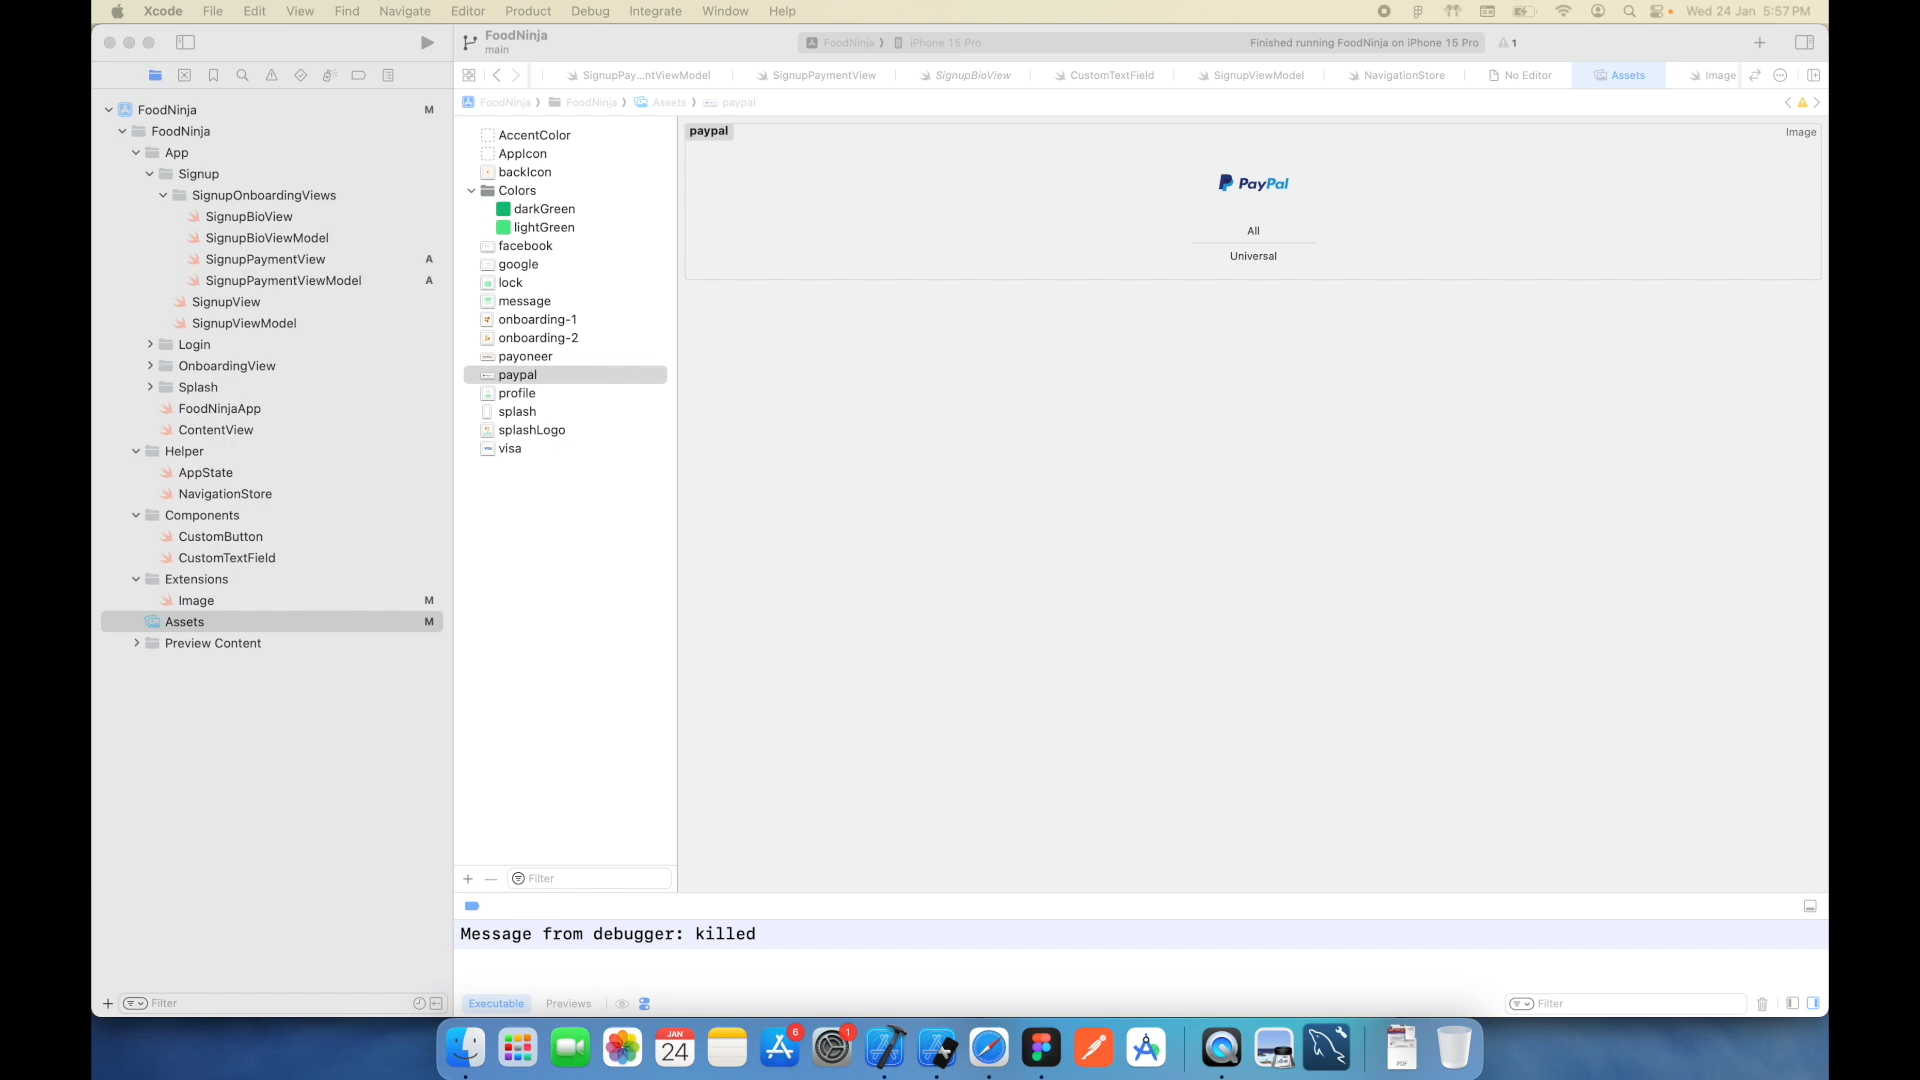 Xcode File Edit View Find Navigate Editor Product Debug Integrate Window Help Wed 24 Jan 5:57 PM
FoodNinja
main
FoodNinja iPhone 15 Pro Finished running FoodNinja on iPhone 15 Pro 1
SignupPay...ntViewModel SignupPaymentView SignupBioView CustomTextField SignupViewModel NavigationStore No Editor Assets Image
FoodNinja FoodNinja Assets paypal
FoodNinja M
FoodNinja
App
Signup
SignupOnboardingViews
SignupBioView
SignupBioViewModel
SignupPaymentView A
SignupPaymentViewModel A
SignupView
SignupViewModel
Login
OnboardingView
Splash
FoodNinjaApp
ContentView
Helper
AppState
NavigationStore
Components
CustomButton
CustomTextField
Extensions
Image M
Assets M
Preview Content
Filter
AccentColor
AppIcon
backIcon
Colors
darkGreen
lightGreen
facebook
google
lock
message
onboarding-1
onboarding-2
payoneer
paypal
profile
splash
splashLogo
visa
Filter
paypal Image
PayPal
All
Universal
Message from debugger: killed
Executable Previews Filter
6
1
JAN
24
PDF